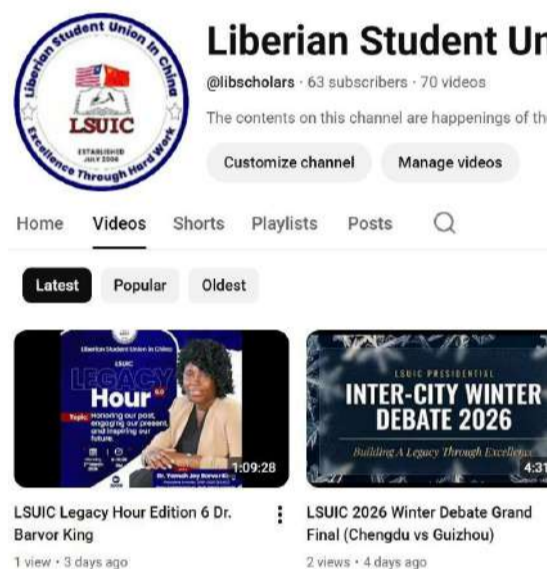 Liberian Student Union In China
LSUIC
ESTABLISHED
JULY 2006
Excellence Through Hard Work
Liberian Student Un
@libscholars · 63 subscribers · 70 videos
The contents on this channel are happenings of the
Customize channel
Manage videos
Home Videos Shorts Playlists Posts
Latest Popular Oldest
Liberian Student Union in China
LSUIC
LEGACY
Hour
Topic: Honoring our past,
engaging our present,
and inspiring our
future.
1:09:28
LSUIC PRESIDENTIAL
INTER-CITY WINTER
DEBATE 2026
Building A Legacy Through Excellence
4:31
LSUIC Legacy Hour Edition 6 Dr.
Barvor King
1 view · 3 days ago
LSUIC 2026 Winter Debate Grand
Final (Chengdu vs Guizhou)
2 views · 4 days ago